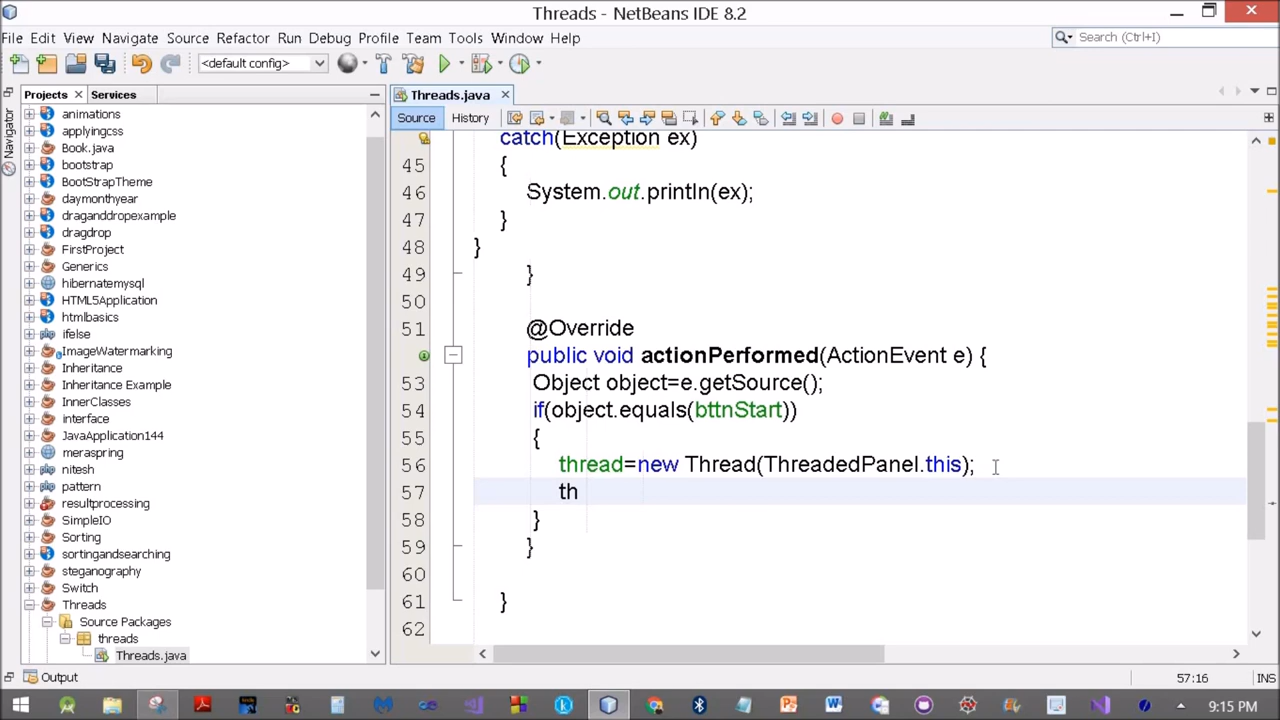 Threads - NetBeans IDE 8.2
File Edit View Navigate Source Refactor Run Debug Profile Team Tools Window Help
Search (Ctrl+I)
<default config>
Projects Services
Navigator
animations
applyingcss
Book.java
bootstrap
BootStrapTheme
daymonthyear
draganddropexample
dragdrop
FirstProject
Generics
hibernatemysql
HTML5Application
htmlbasics
ifelse
ImageWatermarking
Inheritance
Inheritance Example
InnerClasses
interface
JavaApplication144
meraspring
nitesh
pattern
resultprocessing
SimpleIO
Sorting
sortingandsearching
steganography
Switch
Threads
Source Packages
threads
Threads.java
Threads.java
Source History
catch(Exception ex)
45 {
46 System.out.println(ex);
47 }
48 }
49 }
50
51 @Override
public void actionPerformed(ActionEvent e) {
53 Object object=e.getSource();
54 if(object.equals(bttnStart))
55 {
56 thread=new Thread(ThreadedPanel.this);
57 th
58 }
59 }
60
61 }
62
Output
57:16 INS
9:15 PM